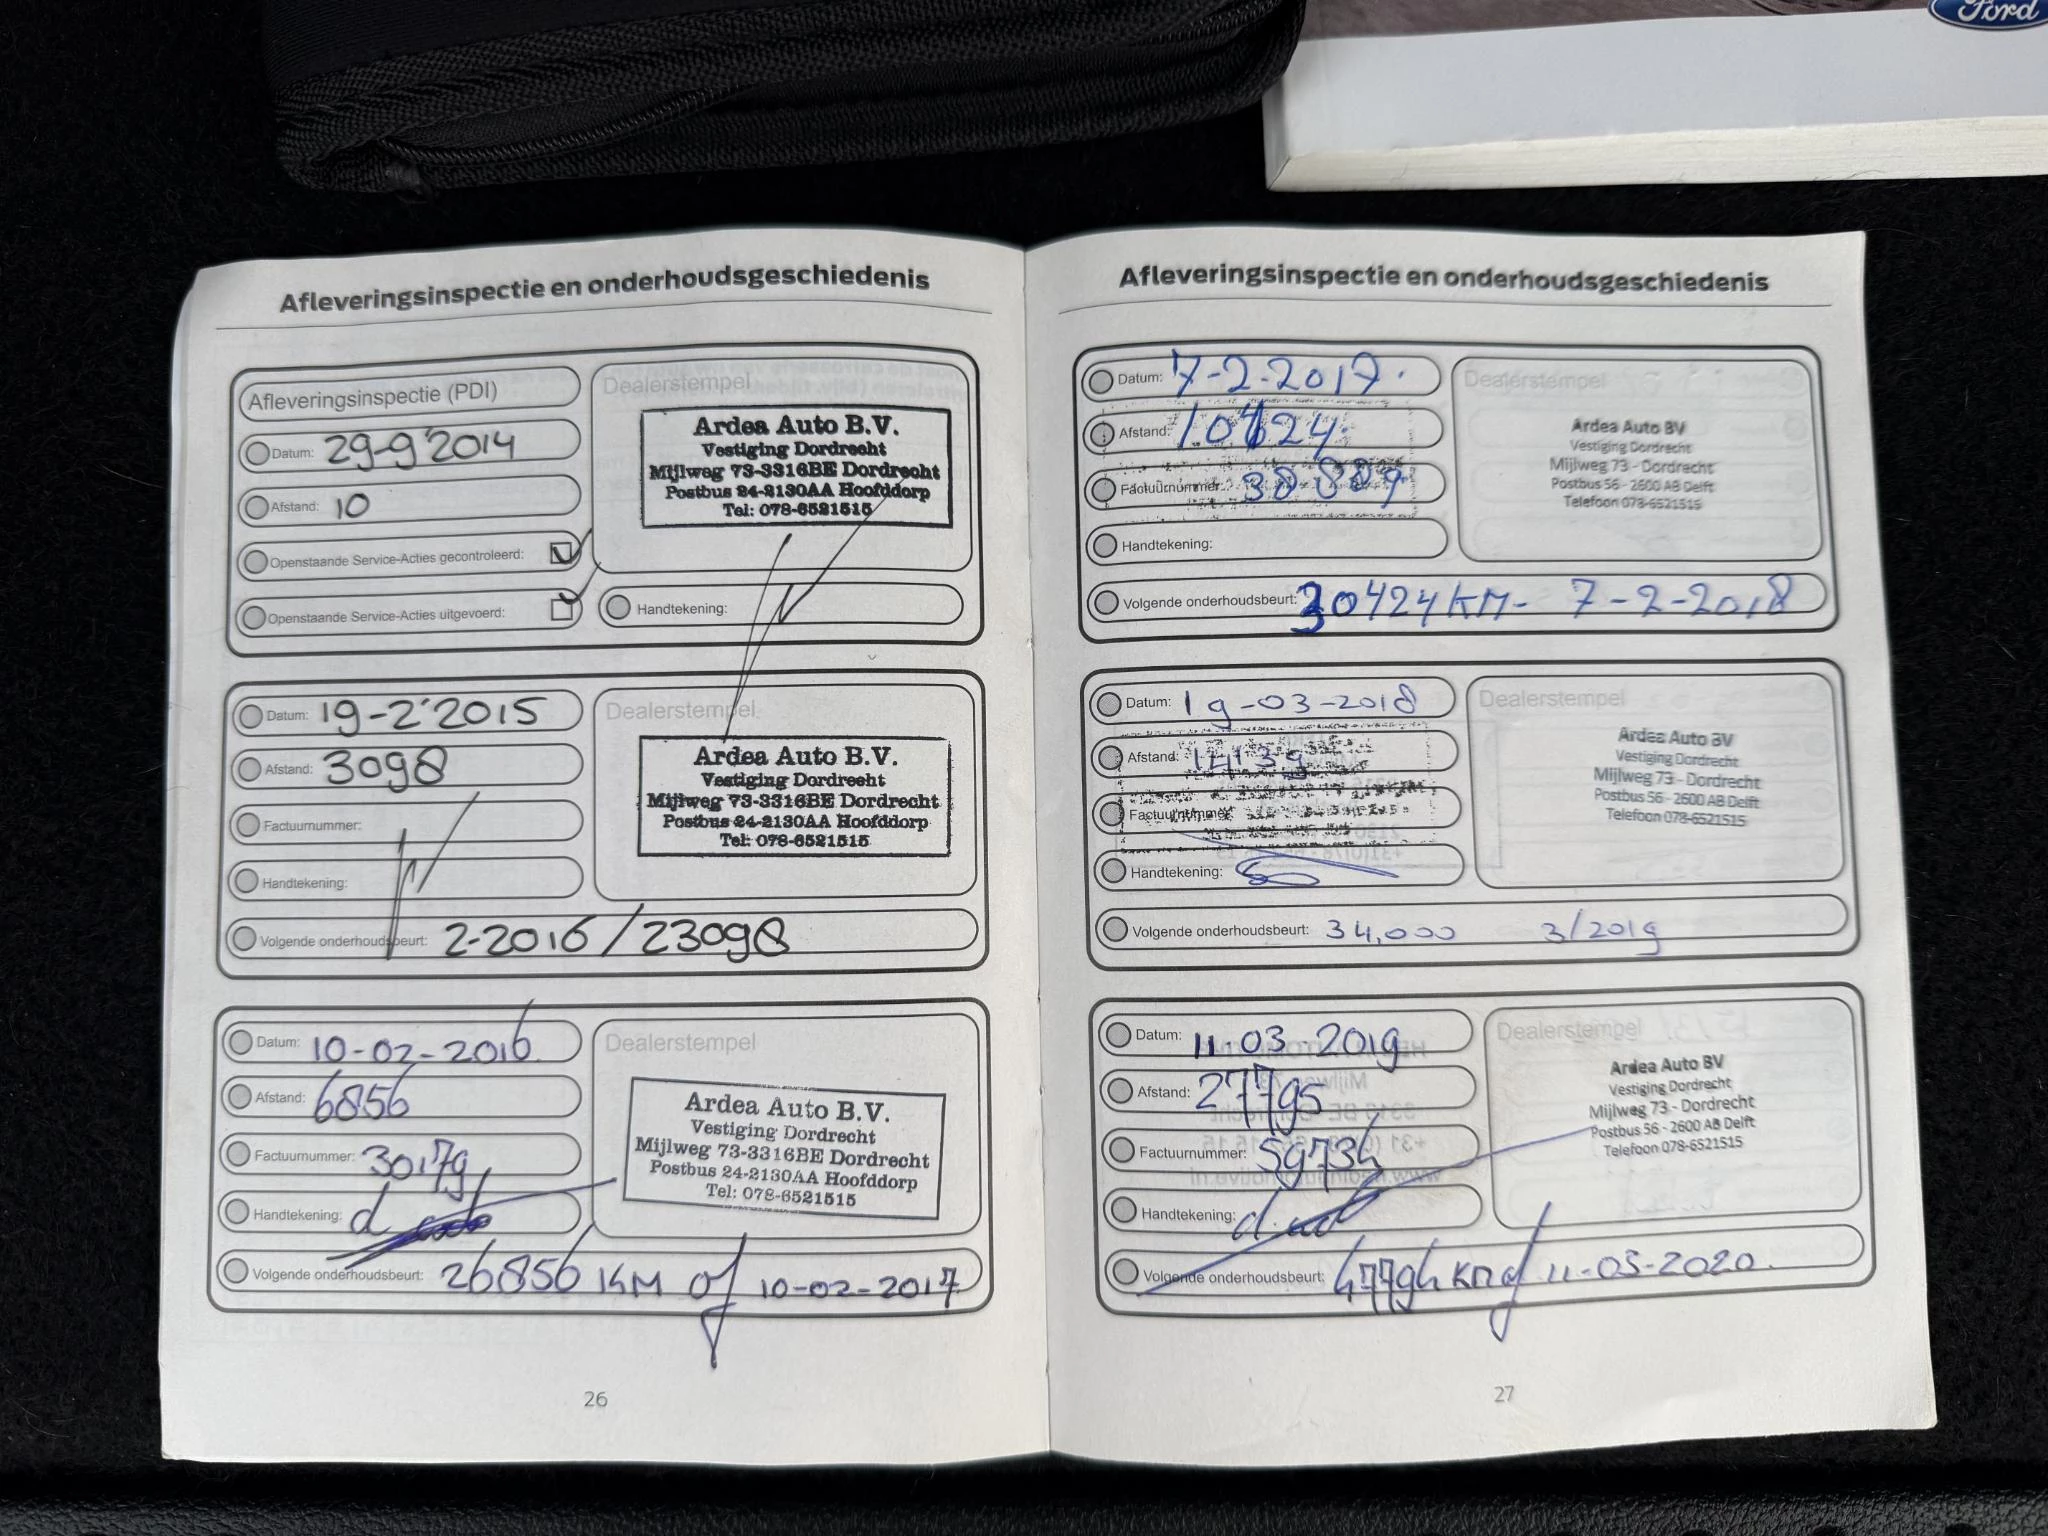 Ford
Afleveringsinspectie en onderhoudsgeschiedenis
Afleveringsinspectie (PDI)
Datum: 29-9'2014
Afstand: 10
Openstaande Service-Acties gecontroleerd:
Openstaande Service-Acties uitgevoerd:
Dealerstempel
Ardea Auto B.V.
Vestiging Dordrecht
Mijlweg 73-3316BE Dordrecht
Postbus 24-2130AA Hoofddorp
Tel: 078-6521515
Handtekening:
Datum: 19-2'2015
Afstand: 3098
Factuurnummer:
Handtekening:
Dealerstempel
Ardea Auto B.V.
Vestiging Dordrecht
Mijlweg 73-3316BE Dordrecht
Postbus 24-2130AA Hoofddorp
Tel: 078-6521515
Volgende onderhoudsbeurt: 2-2016/23098
Datum: 10-02-2016
Afstand: 6856
Factuurnummer: 30179
Handtekening:
Dealerstempel
Ardea Auto B.V.
Vestiging Dordrecht
Mijlweg 73-3316BE Dordrecht
Postbus 24-2130AA Hoofddorp
Tel: 078-6521515
Volgende onderhoudsbeurt: 26856 KM of 10-02-2017
26
Afleveringsinspectie en onderhoudsgeschiedenis
Datum: 7-2-2017.
Afstand: 10424
Factuurnummer: 38889
Handtekening:
Dealerstempel
Ardea Auto BV
Vestiging Dordrecht
Mijlweg 73 - Dordrecht
Postbus 56 - 2600 AB Delft
Telefoon 078-6521515
Volgende onderhoudsbeurt: 30424 KM- 7-2-2018
Datum: 19-03-2018
Afstand: 14139
Factuurnummer:
Handtekening:
Dealerstempel
Ardea Auto BV
Vestiging Dordrecht
Mijlweg 73 - Dordrecht
Postbus 56 - 2600 AB Delft
Telefoon 078-6521515
Volgende onderhoudsbeurt: 34,000 3/2019
Datum: 11-03-2019
Afstand: 27795
Factuurnummer: 59734
Handtekening:
Dealerstempel
Ardea Auto BV
Vestiging Dordrecht
Mijlweg 73 - Dordrecht
Postbus 56 - 2600 AB Delft
Telefoon 078-6521515
Volgende onderhoudsbeurt: 47794 KM of 11-03-2020.
27